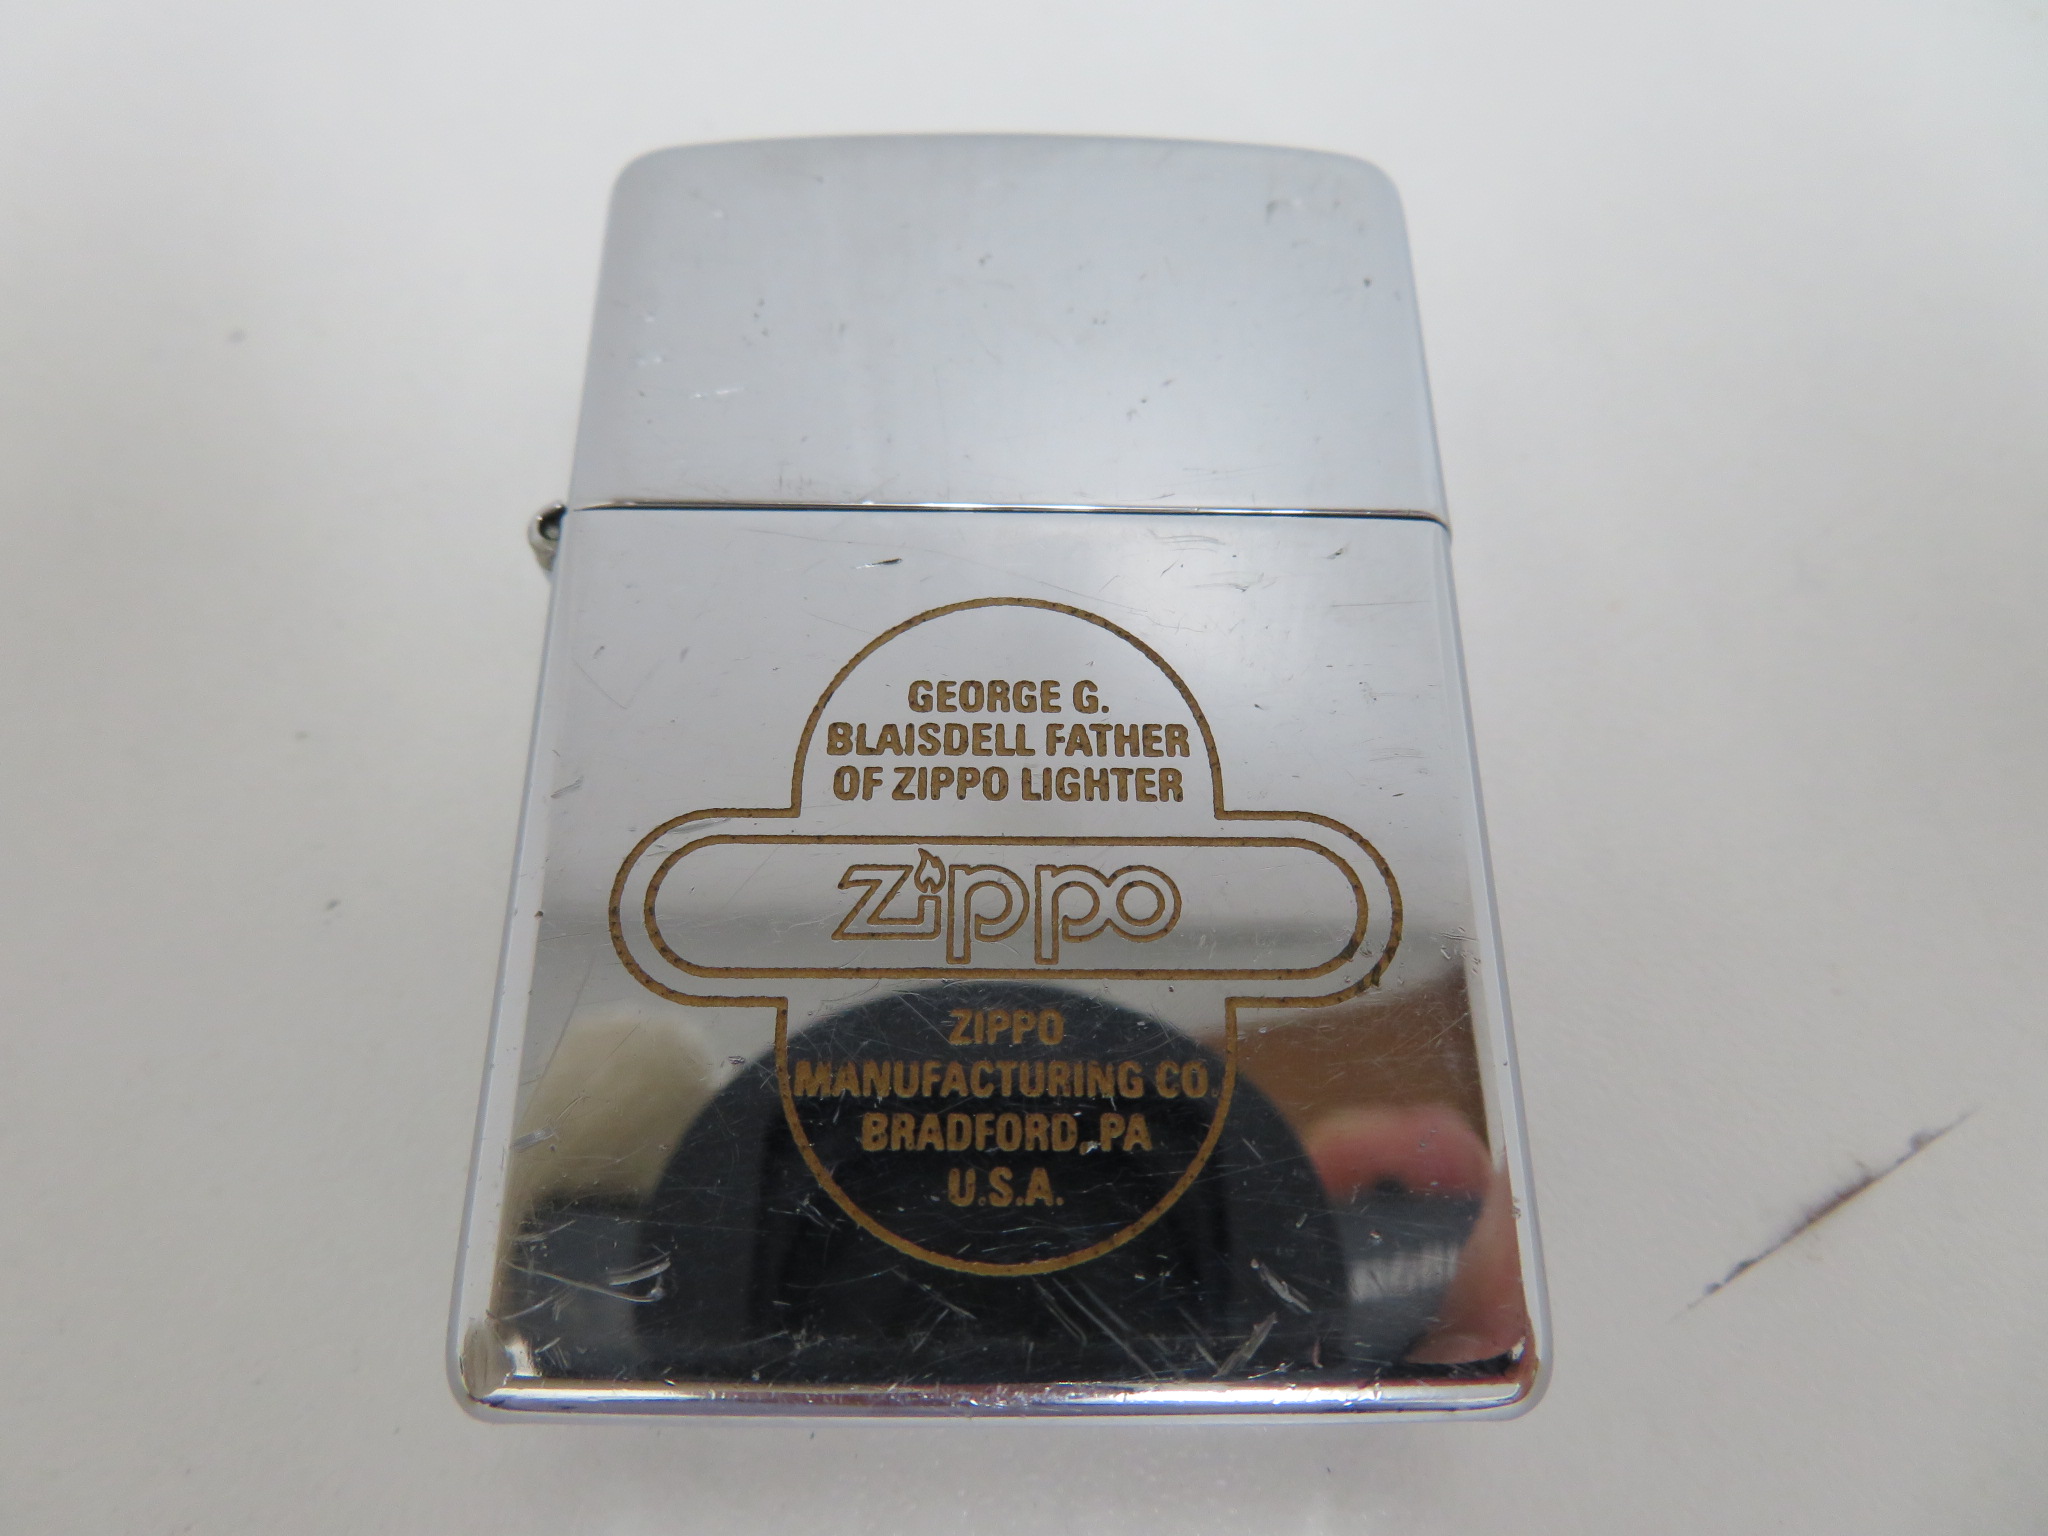 GEORGE G.
BLAISDELL FATHER
OF ZIPPO LIGHTER
zippo
ZIPPO
MANUFACTURING CO.
BRADFORD, PA
U.S.A.